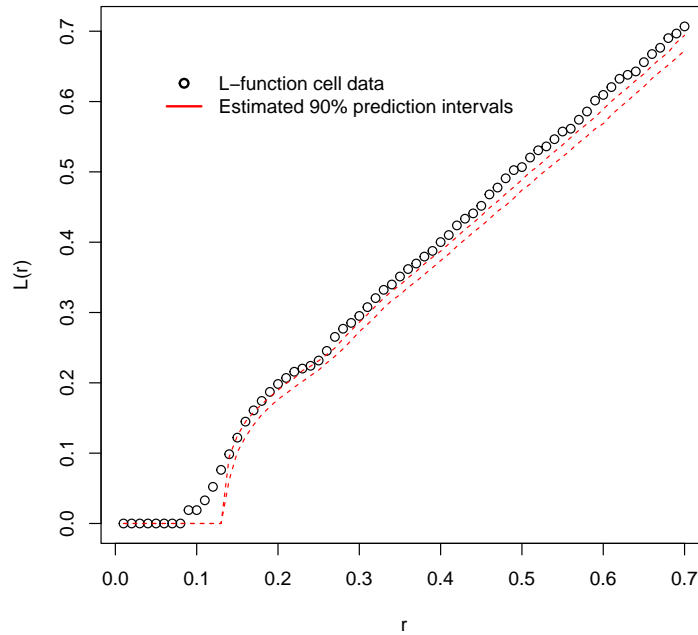 0.7
0.6
0.5
0.4
0.3
0.2
0.1
0.0
L(r)
L−function cell data
Estimated 90% prediction intervals
0.0 0.1 0.2 0.3 0.4 0.5 0.6 0.7
r